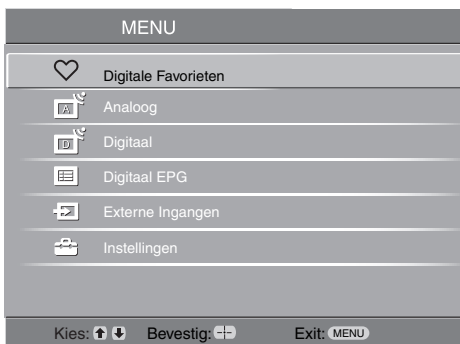 MENU
Digitale Favorieten
A Analoog
D Digitaal
Digitaal EPG
Externe Ingangen
Instellingen
Kies: Bevestig: Exit: MENU